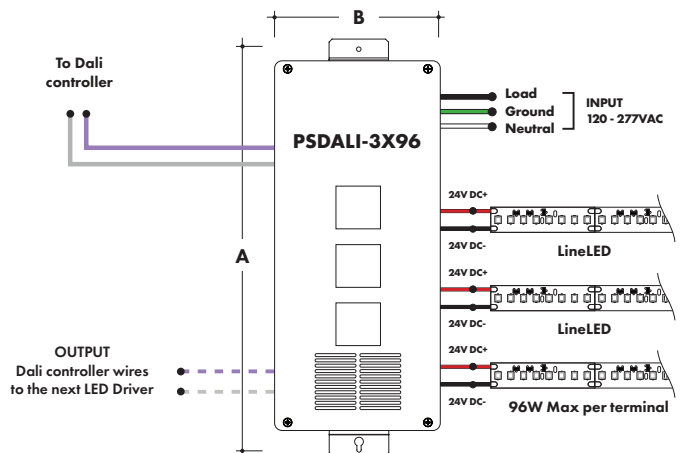 B
To Dali
controller
Load
Ground
Neutral
INPUT
120 - 277VAC
PSDALI-3X96
A
24V DC+
24V DC-
LineLED
24V DC+
24V DC-
LineLED
24V DC+
24V DC-
96W Max per terminal
OUTPUT
Dali controller wires
to the next LED Driver